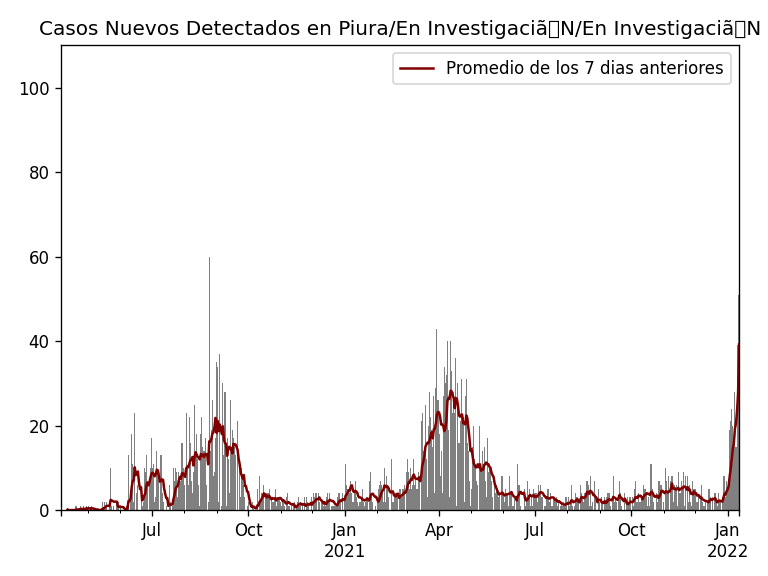 Casos Nuevos Detectados en Piura/En Investigaciã▯N/En Investigaciã▯N
Promedio de los 7 dias anteriores
100
80
60
40
20
0
Jul Oct Jan Apr Jul Oct Jan
2021 2022